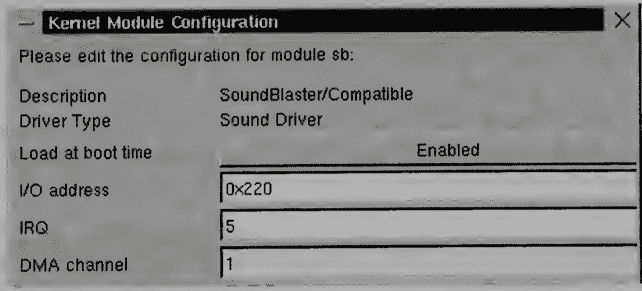 Kernel Module Configuration
Please edit the configuration for module sb:
Description SoundBlaster/Compatible
Driver Type Sound Driver
Load at boot time Enabled
I/O address 0x220
IRQ 5
DMA channel 1